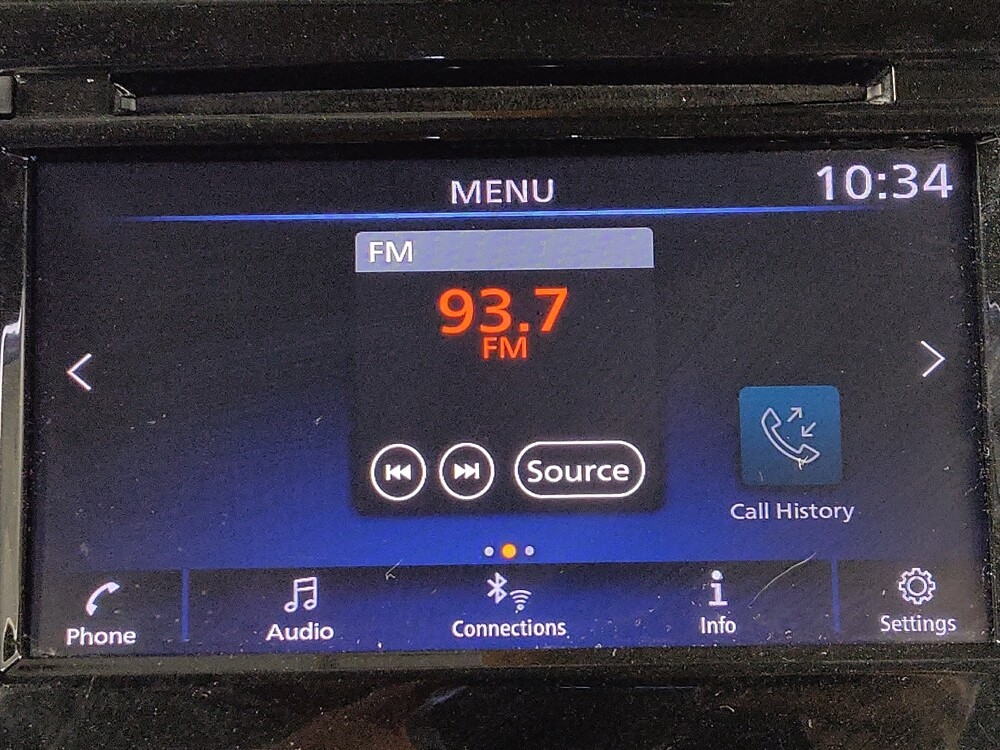 MENU
10:34
FM
93.7
FM
Source
Call History
Phone
Audio
Connections
Info
Settings